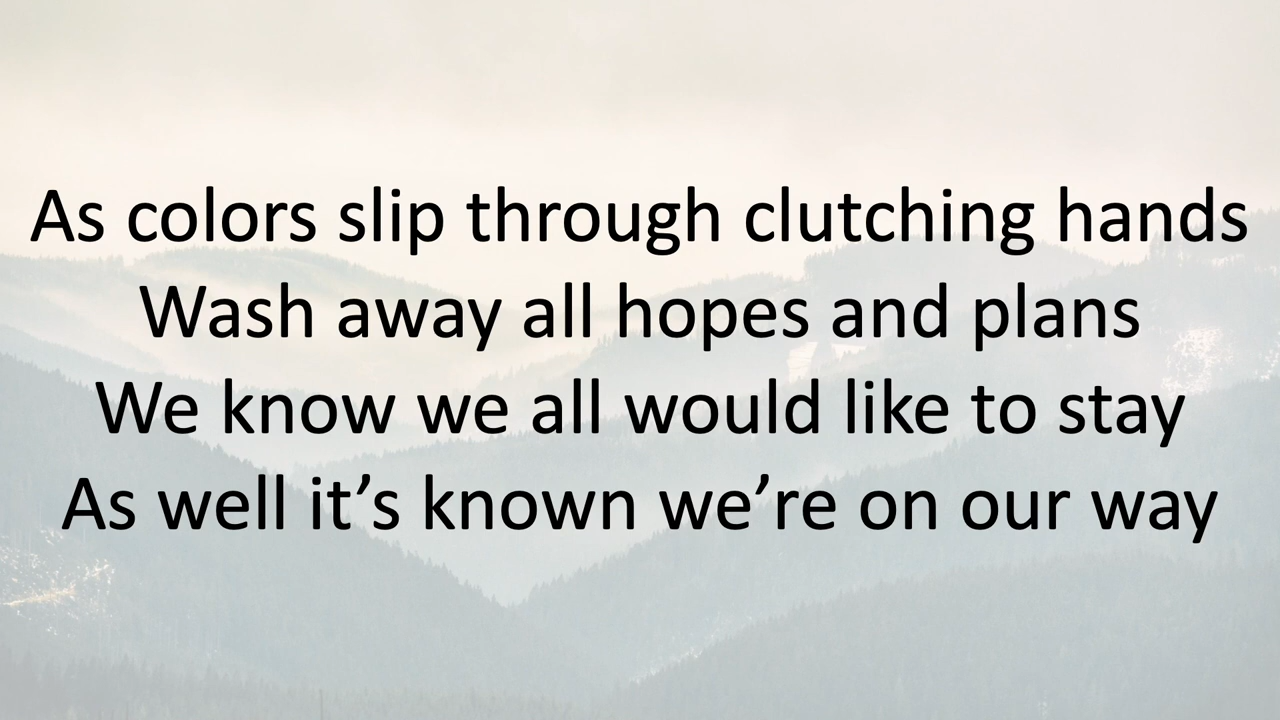 As colors slip through clutching hands
Wash away all hopes and plans
We know we all would like to stay
As well it’s known we’re on our way